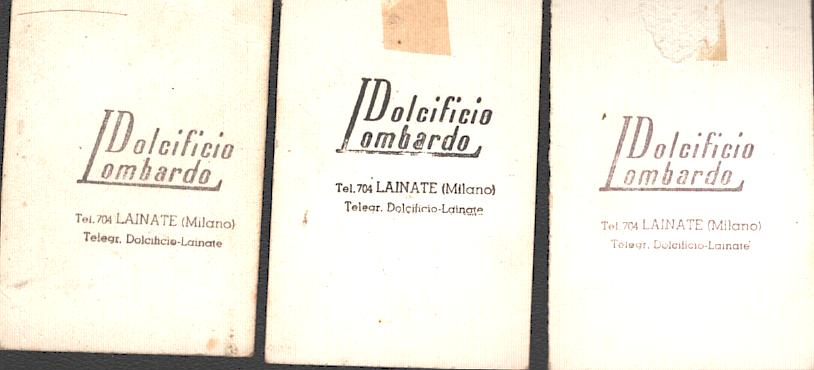 Dolcificio
Lombardo
Tel. 704 LAINATE (Milano)
Telegr. Dolcificio-Lainate
Dolcificio
Lombardo
Tel. 704 LAINATE (Milano)
Telegr. Dolcificio-Lainate
Dolcificio
Lombardo
Tel. 704 LAINATE (Milano)
Telegr. Dolcificio-Lainate